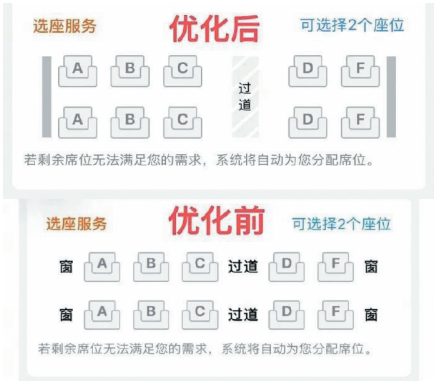 选座服务 优化后 可选择2个座位
A B C 过道 D F
A B C D F
若剩余席位无法满足您的需求，系统将自动为您分配席位。
选座服务 优化前 可选择2个座位
窗 A B C 过道 D F 窗
窗 A B C 过道 D F 窗
若剩余席位无法满足您的需求，系统将自动为您分配席位。